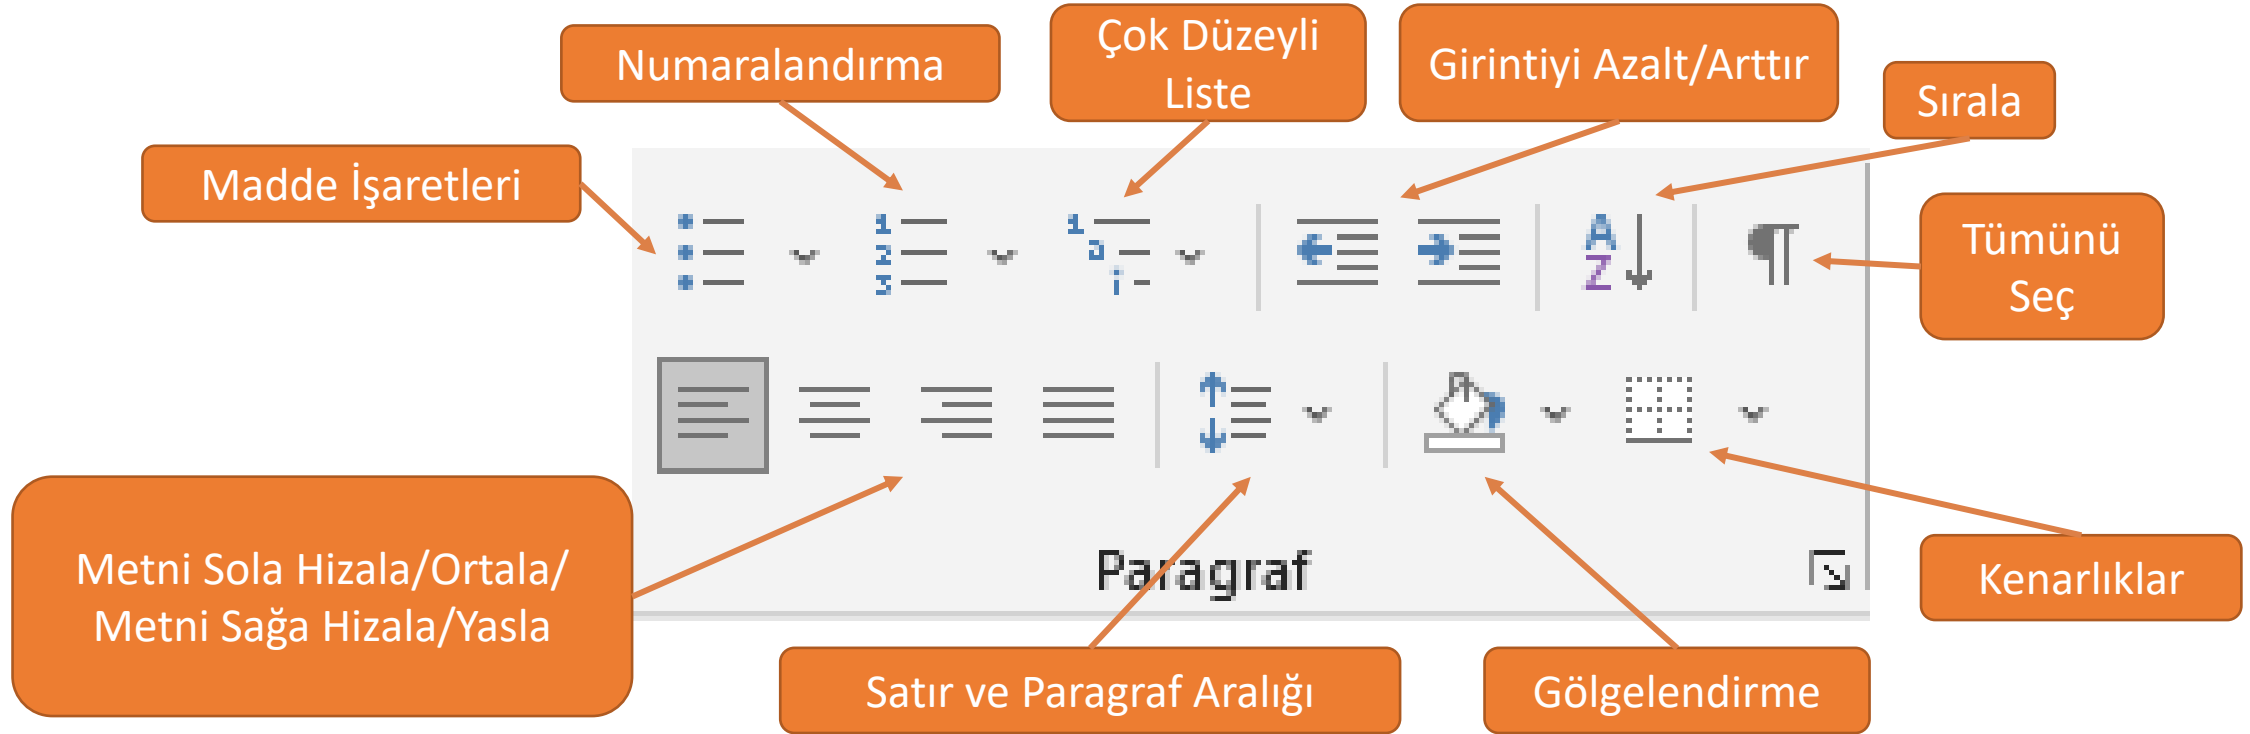 Çok Düzeyli
Liste
Girintiyi Azalt/Arttır
Numaralandırma
Sırala
Madde İşaretleri
Tümünü
Seç
Metni Sola Hizala/Ortala/
Metni Sağa Hizala/Yasla
Paragraf
Kenarlıklar
Satır ve Paragraf Aralığı
Gölgelendirme